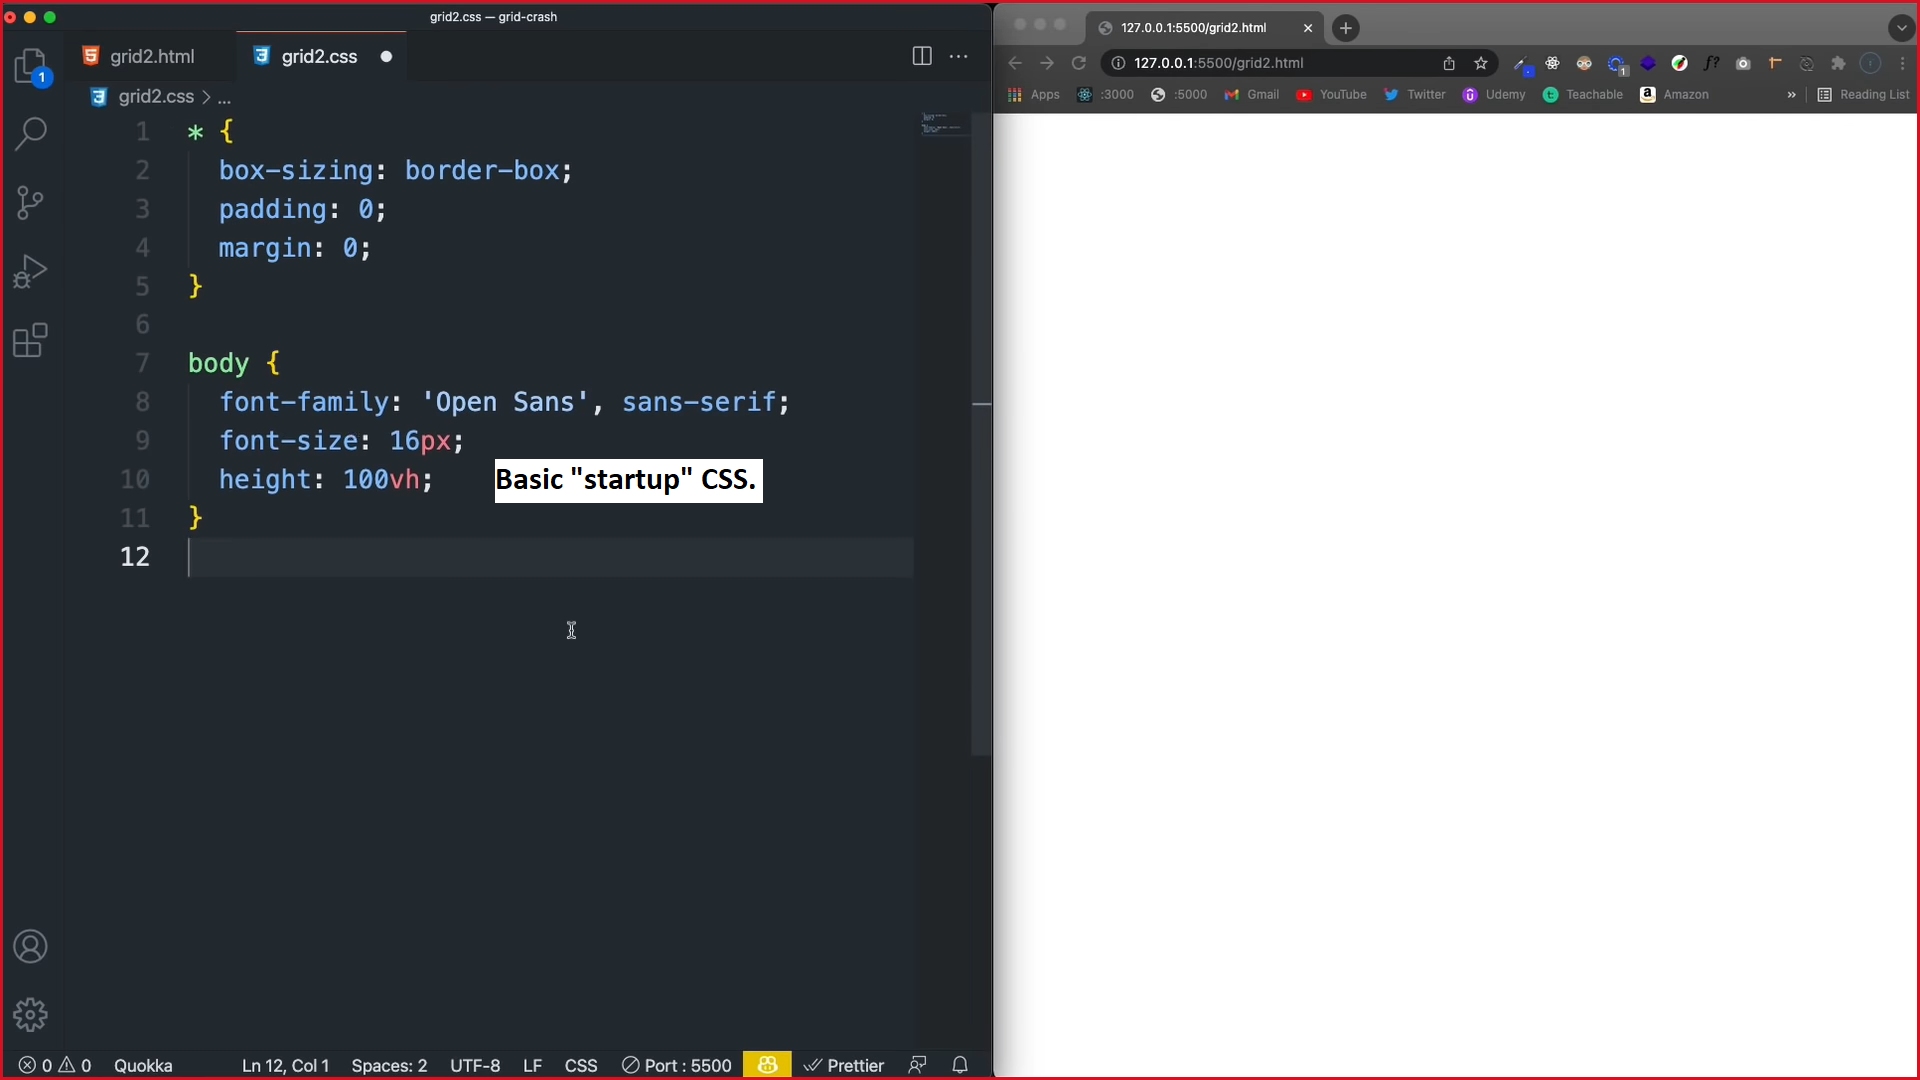 grid2.css — grid-crash
grid2.html
grid2.css
grid2.css > ...
1 * {
2 box-sizing: border-box;
3 padding: 0;
4 margin: 0;
5 }
6
7 body {
8 font-family: 'Open Sans', sans-serif;
9 font-size: 16px;
10 height: 100vh;
Basic "startup" CSS.
11 }
12
1
0 0 Quokka Ln 12, Col 1 Spaces: 2 UTF-8 LF CSS Port : 5500 Prettier
127.0.0.1:5500/grid2.html
127.0.0.1:5500/grid2.html
Apps :3000 :5000 Gmail YouTube Twitter Udemy Teachable Amazon » Reading List